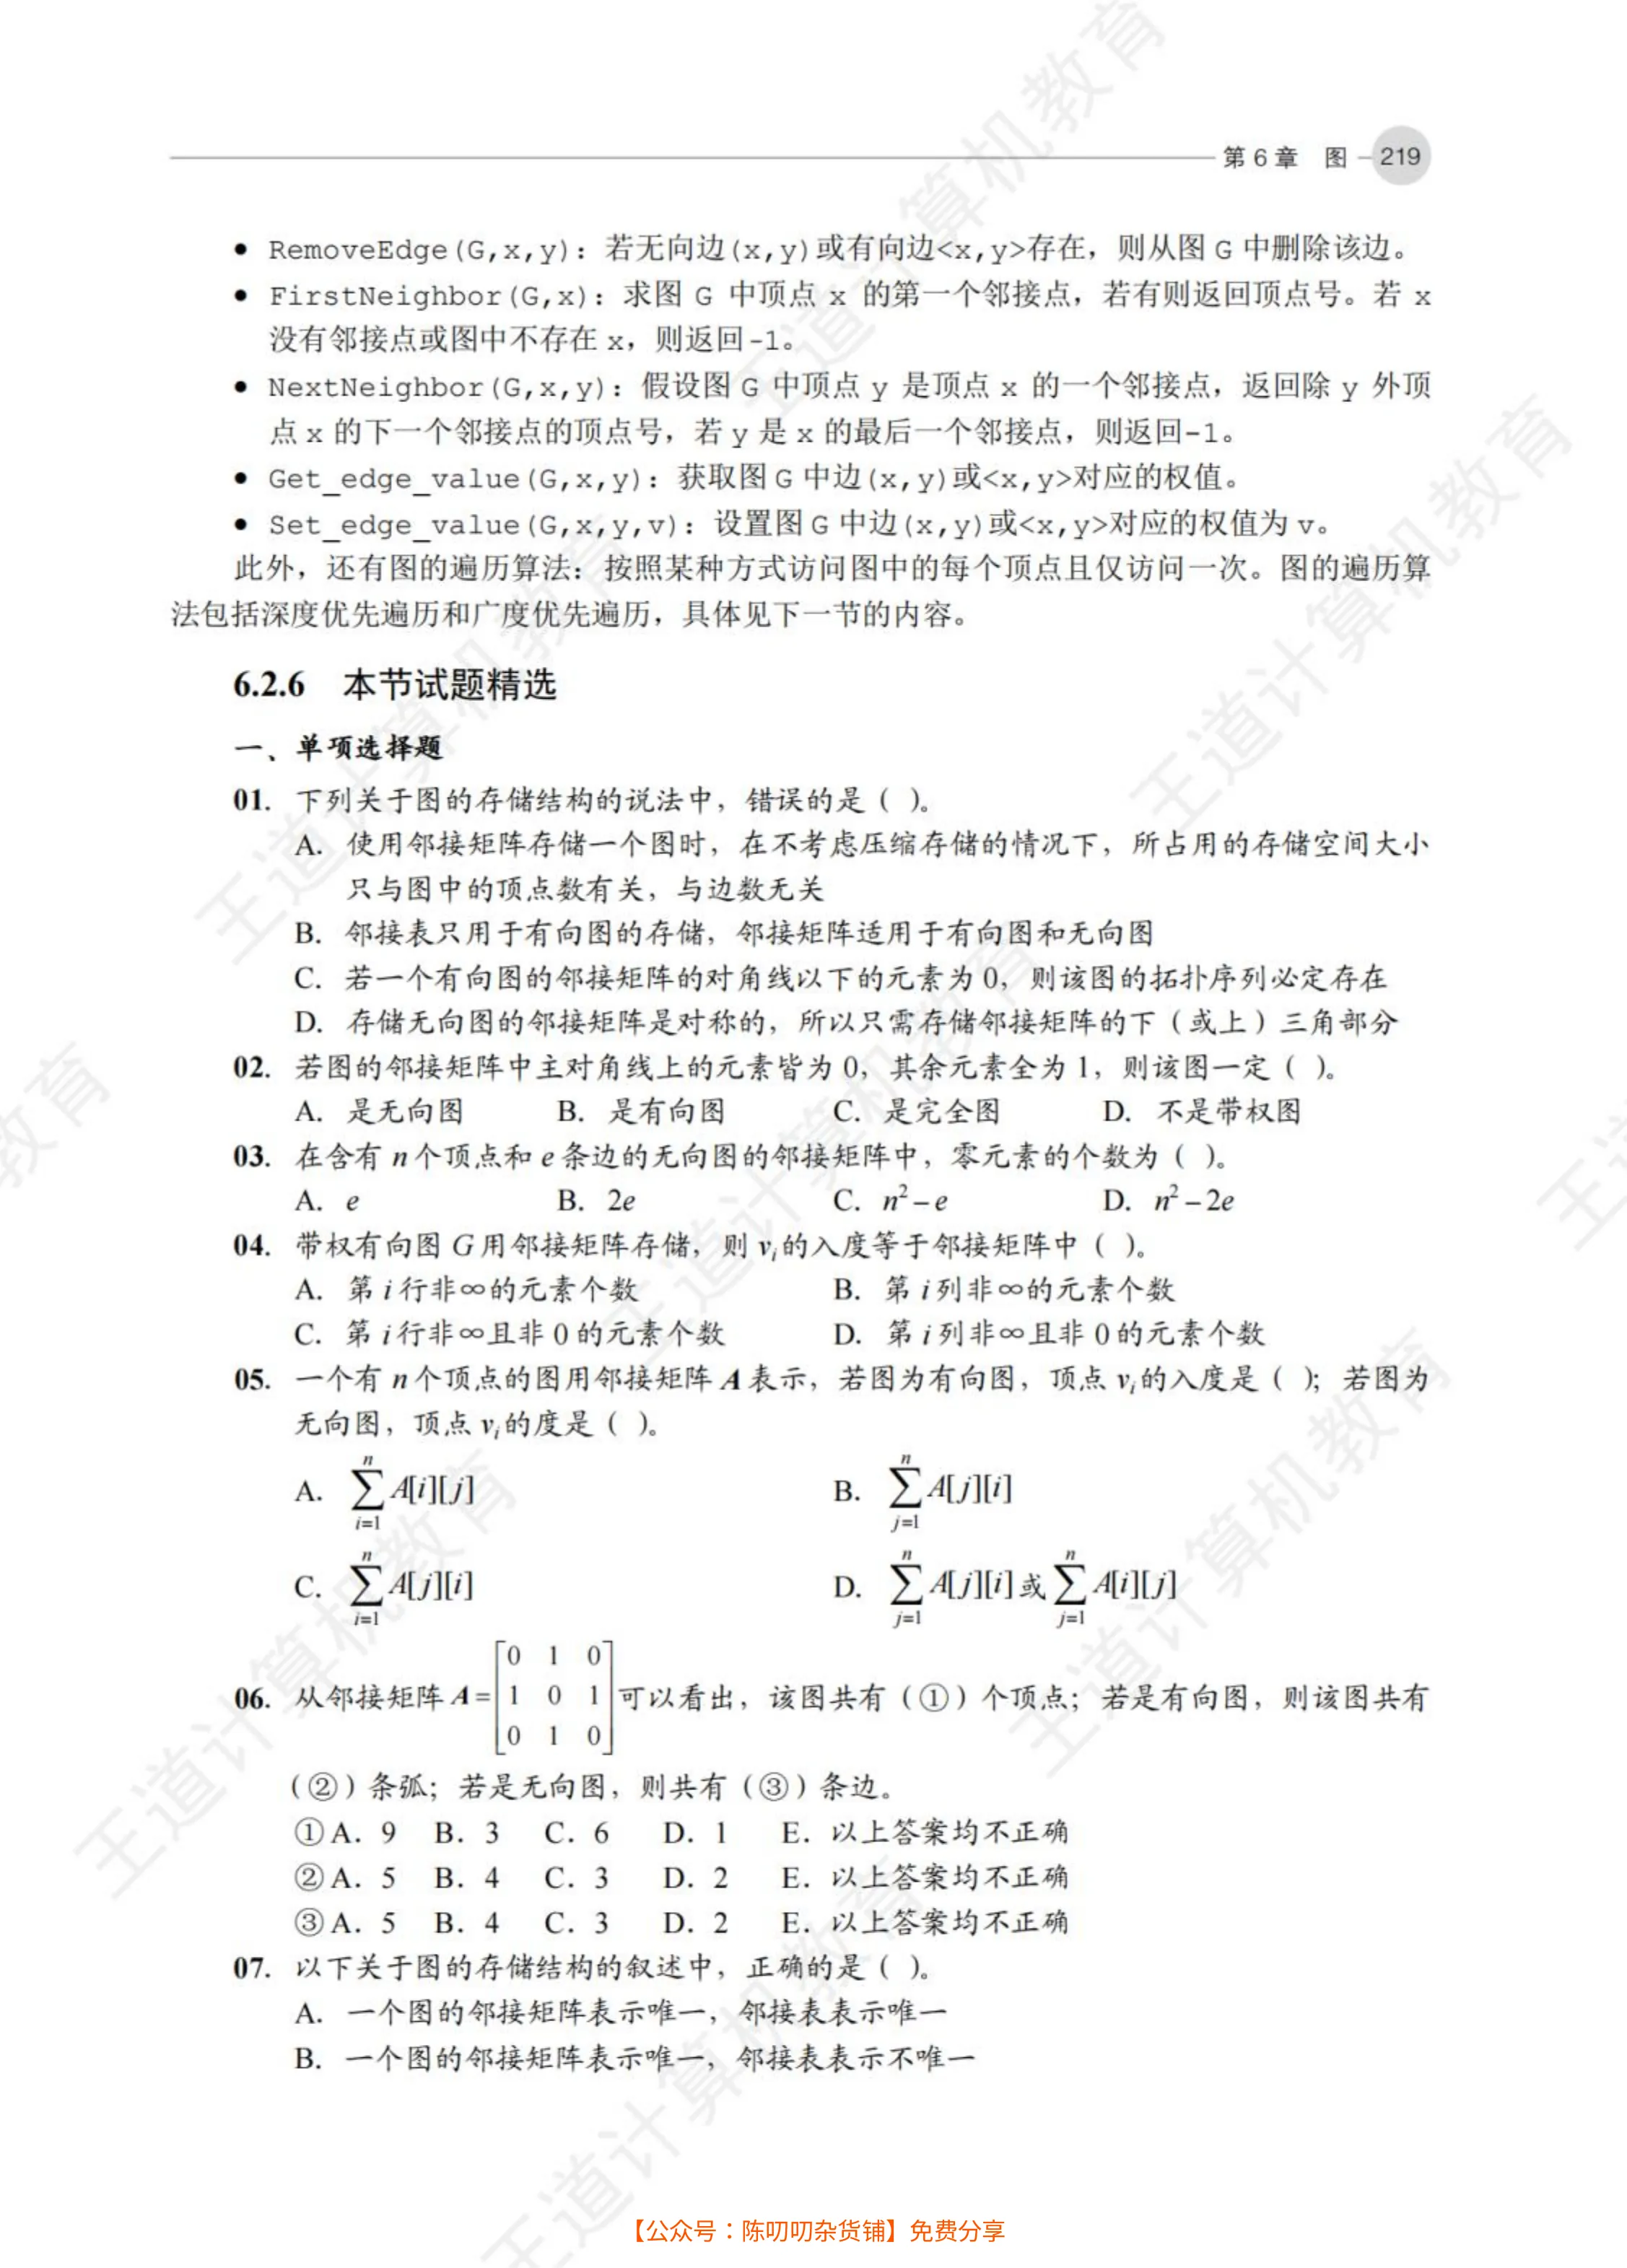 第6章 图 219
• RemoveEdge(G,x,y)：若无向边(x,y)或有向边<x,y>存在，则从图G中删除该边。
• FirstNeighbor(G,x)：求图 G 中顶点 x 的第一个邻接点，若有则返回顶点号。若 x
没有邻接点或图中不存在 x，则返回-1。
• NextNeighbor(G,x,y)：假设图 G 中顶点 y 是顶点 x 的一个邻接点，返回除 y 外顶
点 x 的下一个邻接点的顶点号，若 y 是 x 的最后一个邻接点，则返回-1。
• Get_edge_value(G,x,y)：获取图G中边(x,y)或<x,y>对应的权值。
• Set_edge_value(G,x,y,v)：设置图G中边(x,y)或<x,y>对应的权值为v。
此外，还有图的遍历算法：按照某种方式访问图中的每个顶点且仅访问一次。图的遍历算
法包括深度优先遍历和广度优先遍历，具体见下一节的内容。
6.2.6 本节试题精选
一、单项选择题
01. 下列关于图的存储结构的说法中，错误的是（ ）。
A. 使用邻接矩阵存储一个图时，在不考虑压缩存储的情况下，所占用的存储空间大小
只与图中的顶点数有关，与边数无关
B. 邻接表只用于有向图的存储，邻接矩阵适用于有向图和无向图
C. 若一个有向图的邻接矩阵的对角线以下的元素为 0，则该图的拓扑序列必定存在
D. 存储无向图的邻接矩阵是对称的，所以只需存储邻接矩阵的下（或上）三角部分
02. 若图的邻接矩阵中主对角线上的元素皆为 0，其余元素全为 1，则该图一定（ ）。
A. 是无向图 B. 是有向图 C. 是完全图 D. 不是带权图
03. 在含有 n 个顶点和 e 条边的无向图的邻接矩阵中，零元素的个数为（ ）。
A. e B. 2e C. n² – e D. n² – 2e
04. 带权有向图 G 用邻接矩阵存储，则 vᵢ的入度等于邻接矩阵中（ ）。
A. 第 i 行非∞的元素个数 B. 第 i 列非∞的元素个数
C. 第 i 行非∞且非 0 的元素个数 D. 第 i 列非∞且非 0 的元素个数
05. 一个有 n 个顶点的图用邻接矩阵 A 表示，若图为有向图，顶点 vᵢ的入度是（ ）；若图为
无向图，顶点 vᵢ的度是（ ）。
A. ∑_{i=1}^{n} A[i][j] B. ∑_{j=1}^{n} A[j][i]
C. ∑_{i=1}^{n} A[j][i] D. ∑_{j=1}^{n} A[j][i] 或 ∑_{j=1}^{n} A[i][j]
06. 从邻接矩阵 A = [0 1 0; 1 0 1; 0 1 0] 可以看出，该图共有（①）个顶点；若是有向图，则该图共有
（②）条弧；若是无向图，则共有（③）条边。
①A. 9 B. 3 C. 6 D. 1 E. 以上答案均不正确
②A. 5 B. 4 C. 3 D. 2 E. 以上答案均不正确
③A. 5 B. 4 C. 3 D. 2 E. 以上答案均不正确
07. 以下关于图的存储结构的叙述中，正确的是（ ）。
A. 一个图的邻接矩阵表示唯一，邻接表表示唯一
B. 一个图的邻接矩阵表示唯一，邻接表表示不唯一
【公众号：陈叨叨杂货铺】免费分享
王道计算机教育